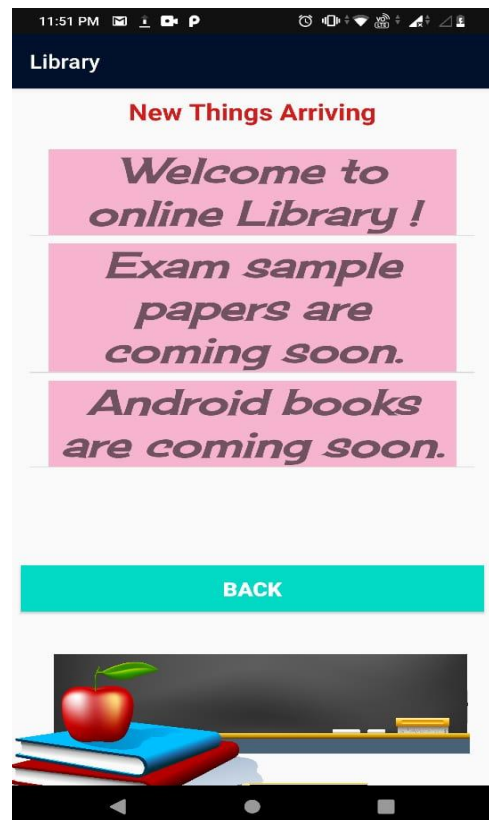 11:51 PM
Library
New Things Arriving
Welcome to
online Library !
Exam sample
papers are
coming soon.
Android books
are coming soon.
BACK